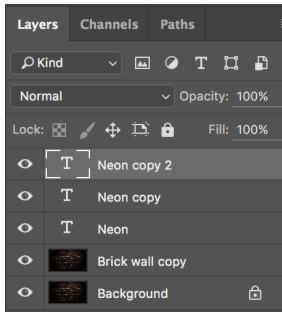 Layers Channels Paths
Kind T
Normal Opacity: 100%
Lock: Fill: 100%
T Neon copy 2
T Neon copy
T Neon
Brick wall copy
Background